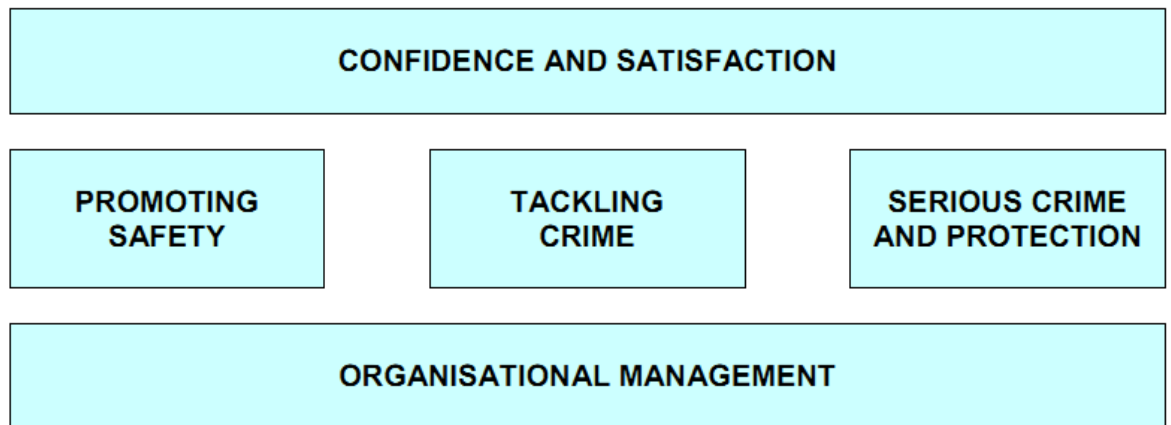 CONFIDENCE AND SATISFACTION
PROMOTING
SAFETY
TACKLING
CRIME
SERIOUS CRIME
AND PROTECTION
ORGANISATIONAL MANAGEMENT